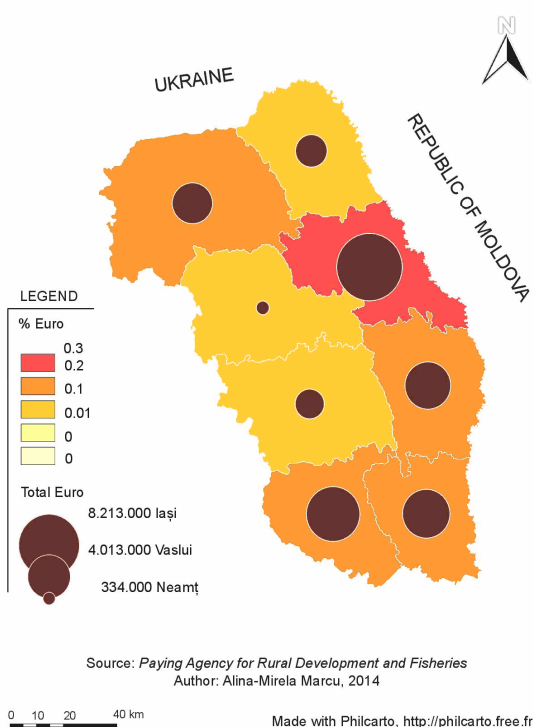 N
UKRAINE
REPUBLIC OF MOLDOVA
LEGEND
% Euro
0.3
0.2
0.1
0.01
0
0
Total Euro
8.213.000 Iași
4.013.000 Vaslui
334.000 Neamț
Source: Paying Agency for Rural Development and Fisheries
Author: Alina-Mirela Marcu, 2014
0 10 20 40 km
Made with Philcarto, http://philcarto.free.fr